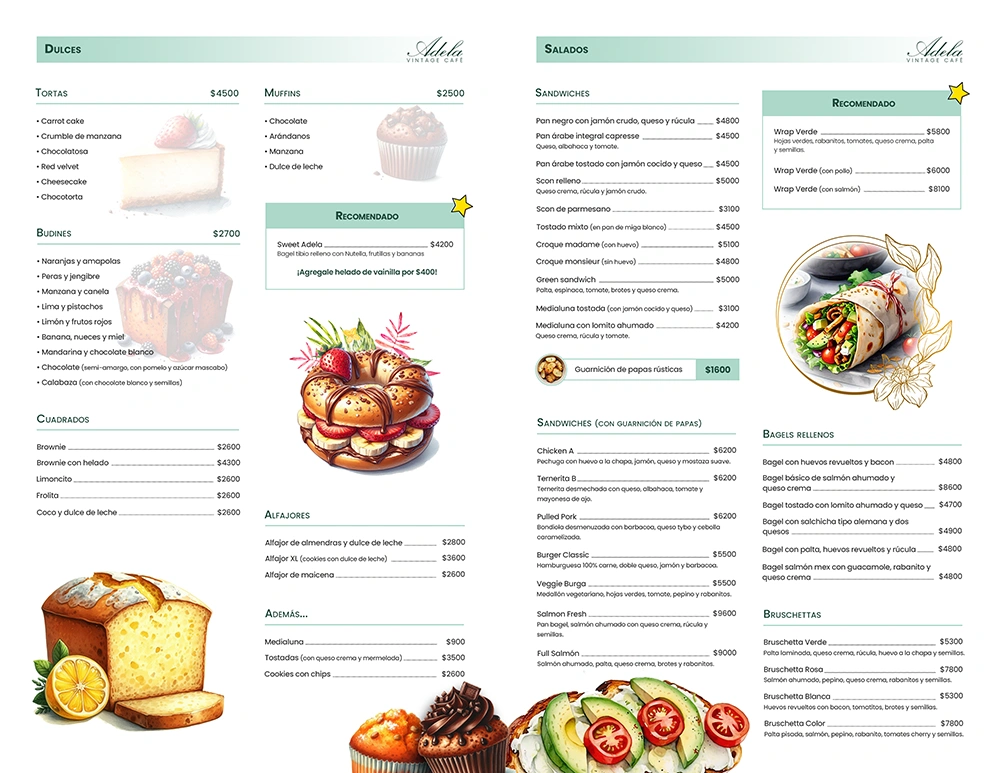 DULCES
Adela
VINTAGE CAFÉ
TORTAS $4500
• Carrot cake
• Crumble de manzana
• Chocolatosa
• Red velvet
• Cheesecake
• Chocotorta
BUDINES $2700
• Naranjas y amapolas
• Peras y jengibre
• Manzana y canela
• Lima y pistachos
• Limón y frutos rojos
• Banana, nueces y miel
• Mandarina y chocolate blanco
• Chocolate (semi-amargo, con pomelo y azúcar mascabo)
• Calabaza (con chocolate blanco y semillas)
CUADRADOS
Brownie $2600
Brownie con helado $4300
Limoncito $2600
Frolita $2600
Coco y dulce de leche $2600
MUFFINS $2500
• Chocolate
• Arándanos
• Manzana
• Dulce de leche
RECOMENDADO
Sweet Adela $4200
Bagel tibio relleno con Nutella, frutillas y bananas
¡Agregale helado de vainilla por $400!
ALFAJORES
Alfajor de almendras y dulce de leche $2800
Alfajor XL (cookies con dulce de leche) $3600
Alfajor de maicena $2600
ADEMÁS...
Medialuna $900
Tostadas (con queso crema y mermelada) $3500
Cookies con chips $2600
SALADOS
Adela
VINTAGE CAFÉ
SANDWICHES
Pan negro con jamón crudo, queso y rúcula $4800
Pan árabe integral capresse $4500
Queso, albahaca y tomate.
Pan árabe tostado con jamón cocido y queso $4500
Scon relleno $5000
Queso crema, rúcula y jamón crudo.
Scon de parmesano $3100
Tostado mixto (en pan de miga blanco) $4500
Croque madame (con huevo) $5100
Croque monsieur (sin huevo) $4800
Green sandwich $5000
Palta, espinaca, tomate, brotes y queso crema.
Medialuna tostada (con jamón cocido y queso) $3100
Medialuna con lomito ahumado $4200
Queso crema, rúcula y tomate.
Guarnición de papas rústicas $1600
SANDWICHES (CON GUARNICIÓN DE PAPAS)
Chicken A $6200
Pechuga con huevo a la chapa, jamón, queso y mostaza suave.
Ternerita B $6200
Ternerita desmechada con queso, albahaca, tomate y
mayonesa de ajo.
Pulled Pork $6200
Bondiola desmenuzada con barbacoa, queso tybo y cebolla
caramelizada.
Burger Classic $5500
Hamburguesa 100% carne, doble queso, jamón y barbacoa.
Veggie Burga $5500
Medallón vegetariano, hojas verdes, tomate, pepino y rabanitos.
Salmon Fresh $9600
Pan bagel, salmón ahumado con queso crema, rúcula y
semillas.
Full Salmón $9000
Salmón ahumado, palta, queso crema, brotes y rabanitos.
RECOMENDADO
Wrap Verde $5800
Hojas verdes, rabanitos, tomates, queso crema, palta
y semillas.
Wrap Verde (con pollo) $6000
Wrap Verde (con salmón) $8100
BAGELS RELLENOS
Bagel con huevos revueltos y bacon $4800
Bagel básico de salmón ahumado y
queso crema $8600
Bagel tostado con lomito ahumado y queso $4700
Bagel con salchicha tipo alemana y dos
quesos $4900
Bagel con palta, huevos revueltos y rúcula $4800
Bagel salmón mex con guacamole, rabanito y
queso crema $4800
BRUSCHETTAS
Bruschetta Verde $5300
Palta laminada, queso crema, rúcula, huevo a la chapa y semillas.
Bruschetta Rosa $7800
Salmón ahumado, pepino, queso crema, rabanitos y semillas.
Bruschetta Blanca $5300
Huevos revueltos con bacon, tomatitos, brotes y semillas.
Bruschetta Color $7800
Palta pisada, salmón, pepino, rabanito, tomates cherry y semillas.